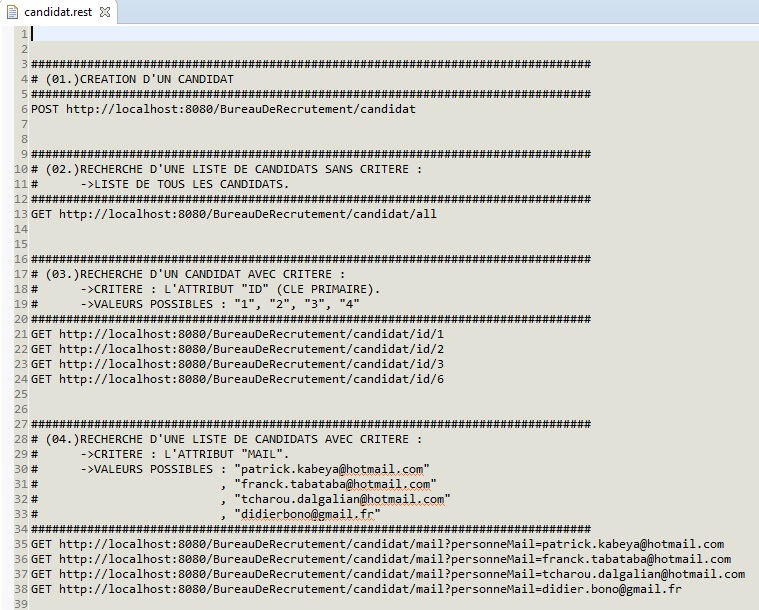 candidat.rest
1
2
3 ################################################################################
4 # (01.)CREATION D'UN CANDIDAT
5 ################################################################################
6 POST http://localhost:8080/BureauDeRecrutement/candidat
7
8
9 ################################################################################
10 # (02.)RECHERCHE D'UNE LISTE DE CANDIDATS SANS CRITERE :
11 #      ->LISTE DE TOUS LES CANDIDATS.
12 ################################################################################
13 GET http://localhost:8080/BureauDeRecrutement/candidat/all
14
15
16 ################################################################################
17 # (03.)RECHERCHE D'UN CANDIDAT AVEC CRITERE :
18 #      ->CRITERE : L'ATTRIBUT "ID" (CLE PRIMAIRE).
19 #      ->VALEURS POSSIBLES : "1", "2", "3", "4"
20 ################################################################################
21 GET http://localhost:8080/BureauDeRecrutement/candidat/id/1
22 GET http://localhost:8080/BureauDeRecrutement/candidat/id/2
23 GET http://localhost:8080/BureauDeRecrutement/candidat/id/3
24 GET http://localhost:8080/BureauDeRecrutement/candidat/id/6
25
26
27 ################################################################################
28 # (04.)RECHERCHE D'UNE LISTE DE CANDIDATS AVEC CRITERE :
29 #      ->CRITERE : L'ATTRIBUT "MAIL".
30 #      ->VALEURS POSSIBLES : "patrick.kabeya@hotmail.com"
31 #                          , "franck.tabataba@hotmail.com"
32 #                          , "tcharou.dalgalian@hotmail.com"
33 #                          , "didierbono@gmail.fr"
34 ################################################################################
35 GET http://localhost:8080/BureauDeRecrutement/candidat/mail?personneMail=patrick.kabeya@hotmail.com
36 GET http://localhost:8080/BureauDeRecrutement/candidat/mail?personneMail=franck.tabataba@hotmail.com
37 GET http://localhost:8080/BureauDeRecrutement/candidat/mail?personneMail=tcharou.dalgalian@hotmail.com
38 GET http://localhost:8080/BureauDeRecrutement/candidat/mail?personneMail=didier.bono@gmail.fr
39